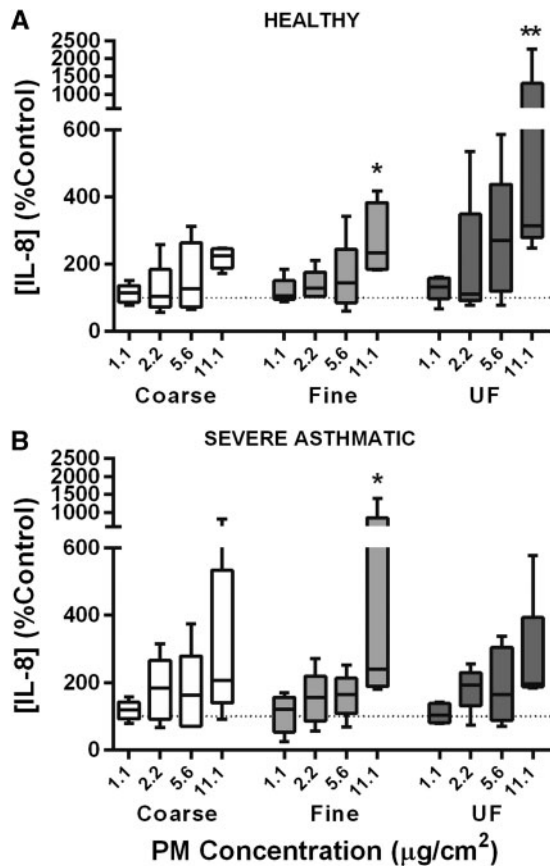 A
HEALTHY
[IL-8] (%Control)
2500
2000
1500
1000
600
400
200
0
*
**
1.1 2.2 5.6 11.1 1.1 2.2 5.6 11.1 1.1 2.2 5.6 11.1
Coarse Fine UF
B
SEVERE ASTHMATIC
[IL-8] (%Control)
2500
2000
1500
1000
600
400
200
0
*
1.1 2.2 5.6 11.1 1.1 2.2 5.6 11.1 1.1 2.2 5.6 11.1
Coarse Fine UF
PM Concentration (μg/cm²)